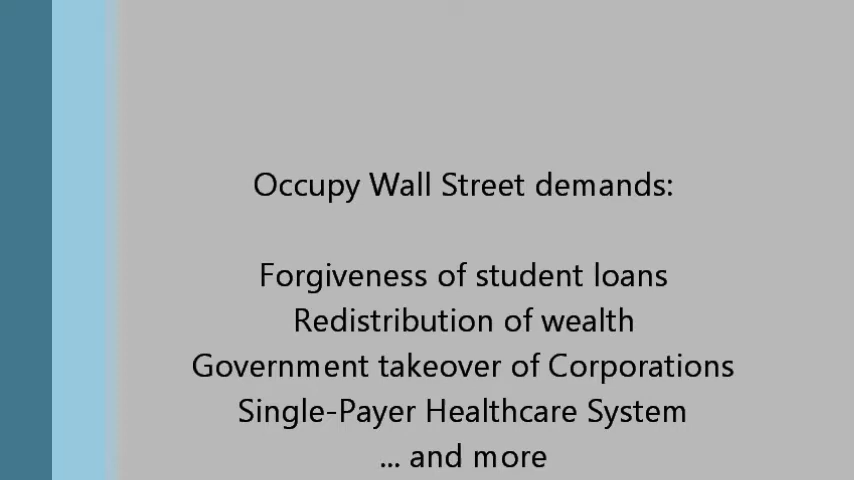 Occupy Wall Street demands:
Forgiveness of student loans
Redistribution of wealth
Government takeover of Corporations
Single-Payer Healthcare System
... and more